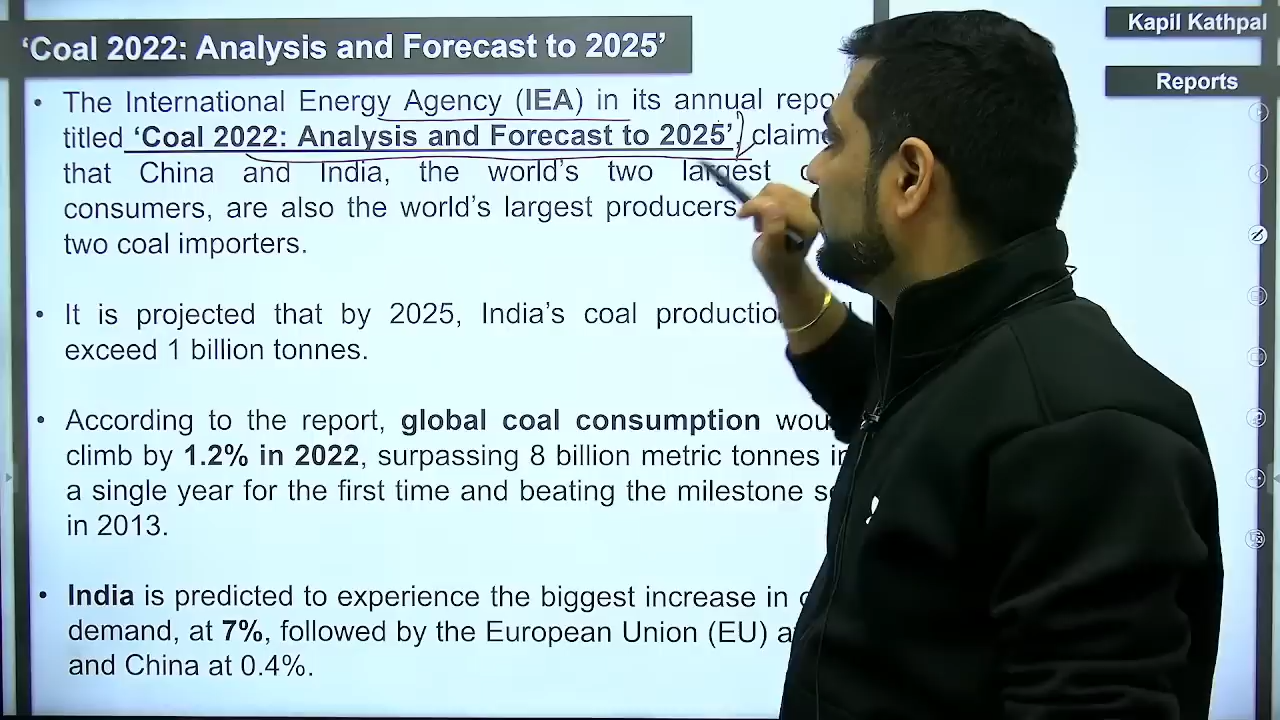 ‘Coal 2022: Analysis and Forecast to 2025’
Kapil Kathpal
Reports
• The International Energy Agency (IEA) in its annual
titled ‘Coal 2022: Analysis and Forecast to 2025’,
that China and India, the world’s two largest
consumers, are also the world’s largest producers
two coal importers.
• It is projected that by 2025, India’s coal
exceed 1 billion tonnes.
• According to the report, global coal consumption
climb by 1.2% in 2022, surpassing 8 billion metric tonnes in
a single year for the first time and beating the milestone
in 2013.
• India is predicted to experience the biggest increase in
demand, at 7%, followed by the European Union (EU)
and China at 0.4%.